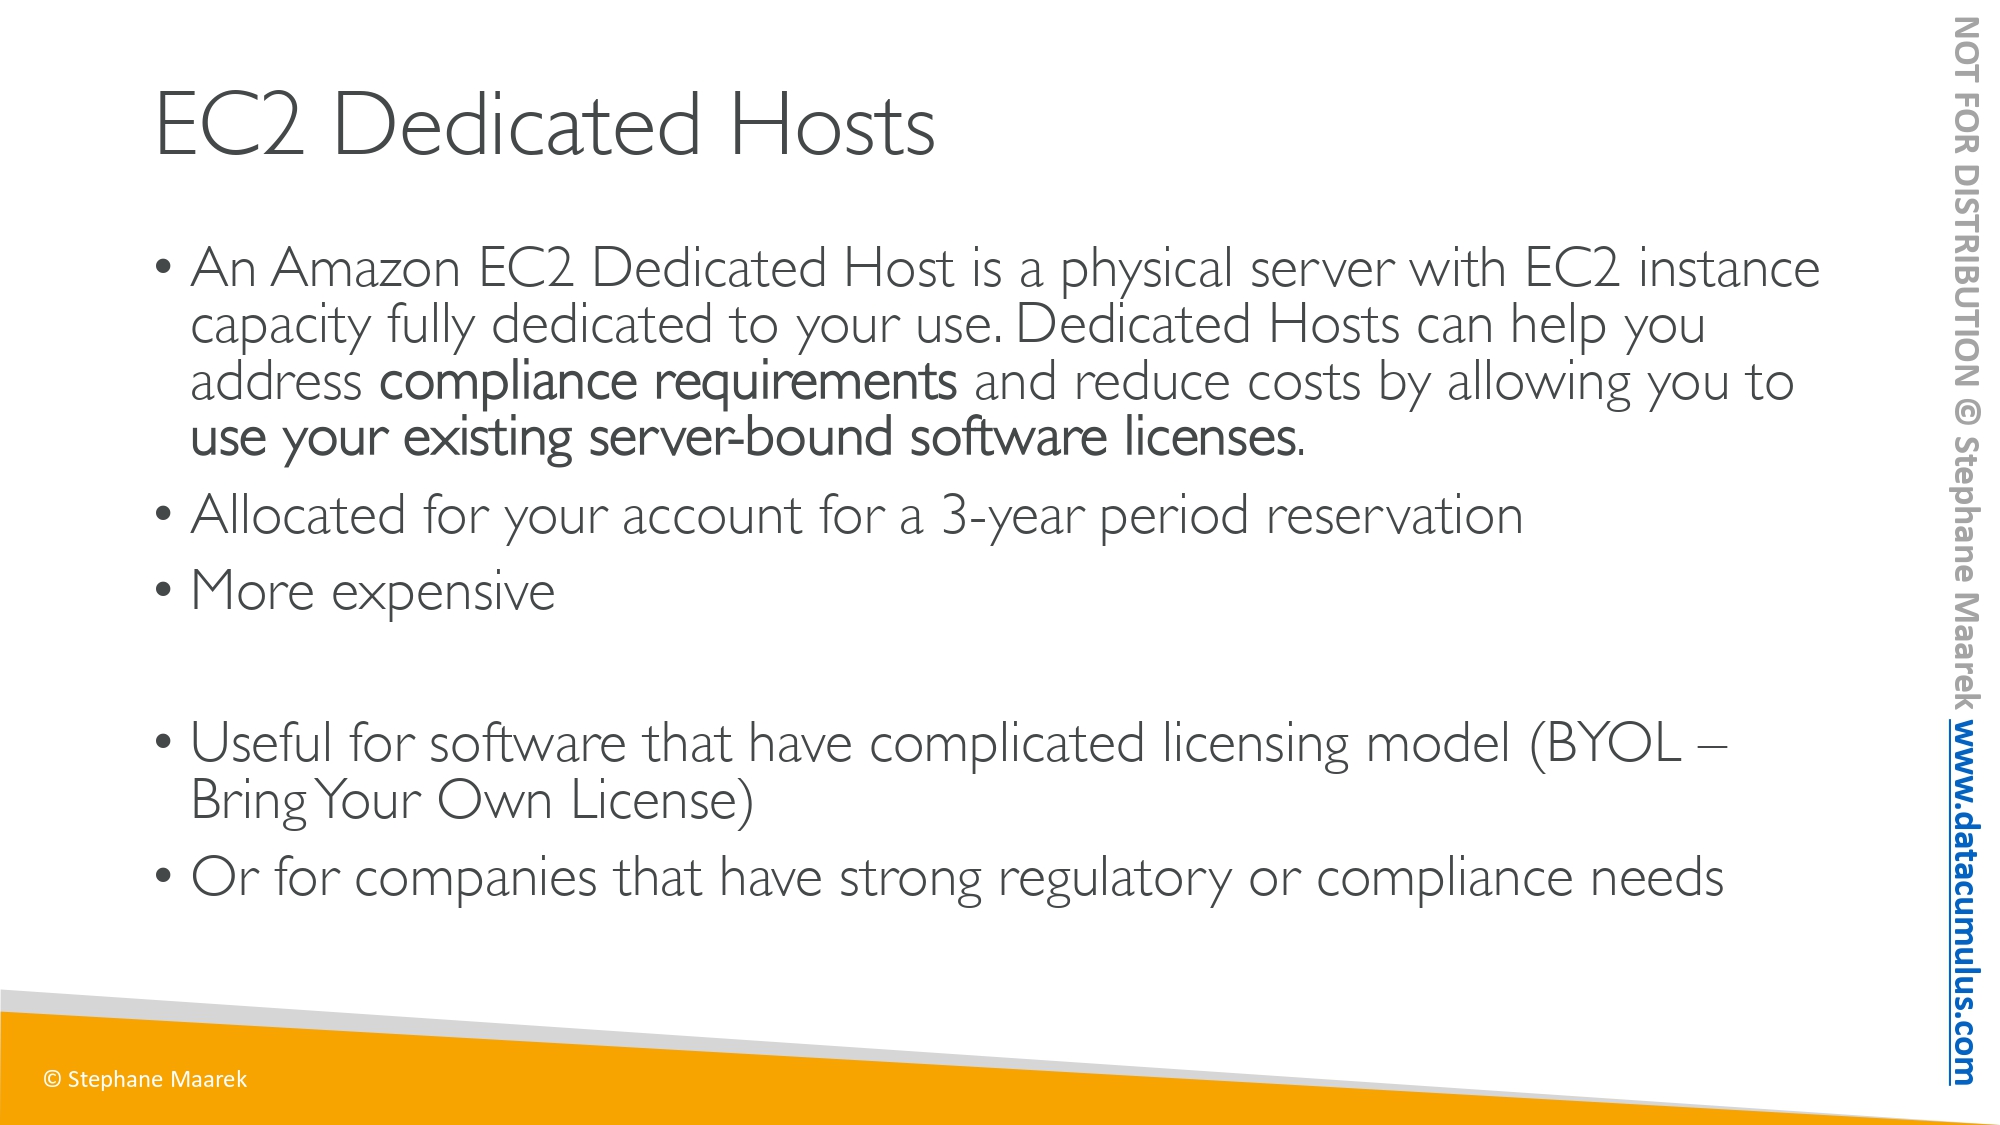 EC2 Dedicated Hosts
• An Amazon EC2 Dedicated Host is a physical server with EC2 instance
capacity fully dedicated to your use. Dedicated Hosts can help you
address compliance requirements and reduce costs by allowing you to
use your existing server-bound software licenses.
• Allocated for your account for a 3-year period reservation
• More expensive
• Useful for software that have complicated licensing model (BYOL –
Bring Your Own License)
• Or for companies that have strong regulatory or compliance needs
© Stephane Maarek
NOT FOR DISTRIBUTION © Stephane Maarek www.datacumulus.com